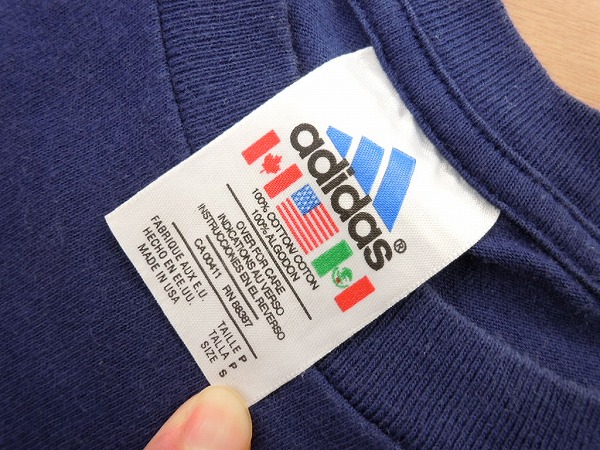 adidas®
100% COTTON/COTON
100% ALGODON
OVER FOR CARE
INDICATIONS AU VERSO
INSTRUCCIONES EN EL REVERSO
CA 00411 RN 88387
FABRIQUE AUX E.U.
HECHO EN EE.UU.
MADE IN USA
TAILLE P
TALLA P
SIZE S